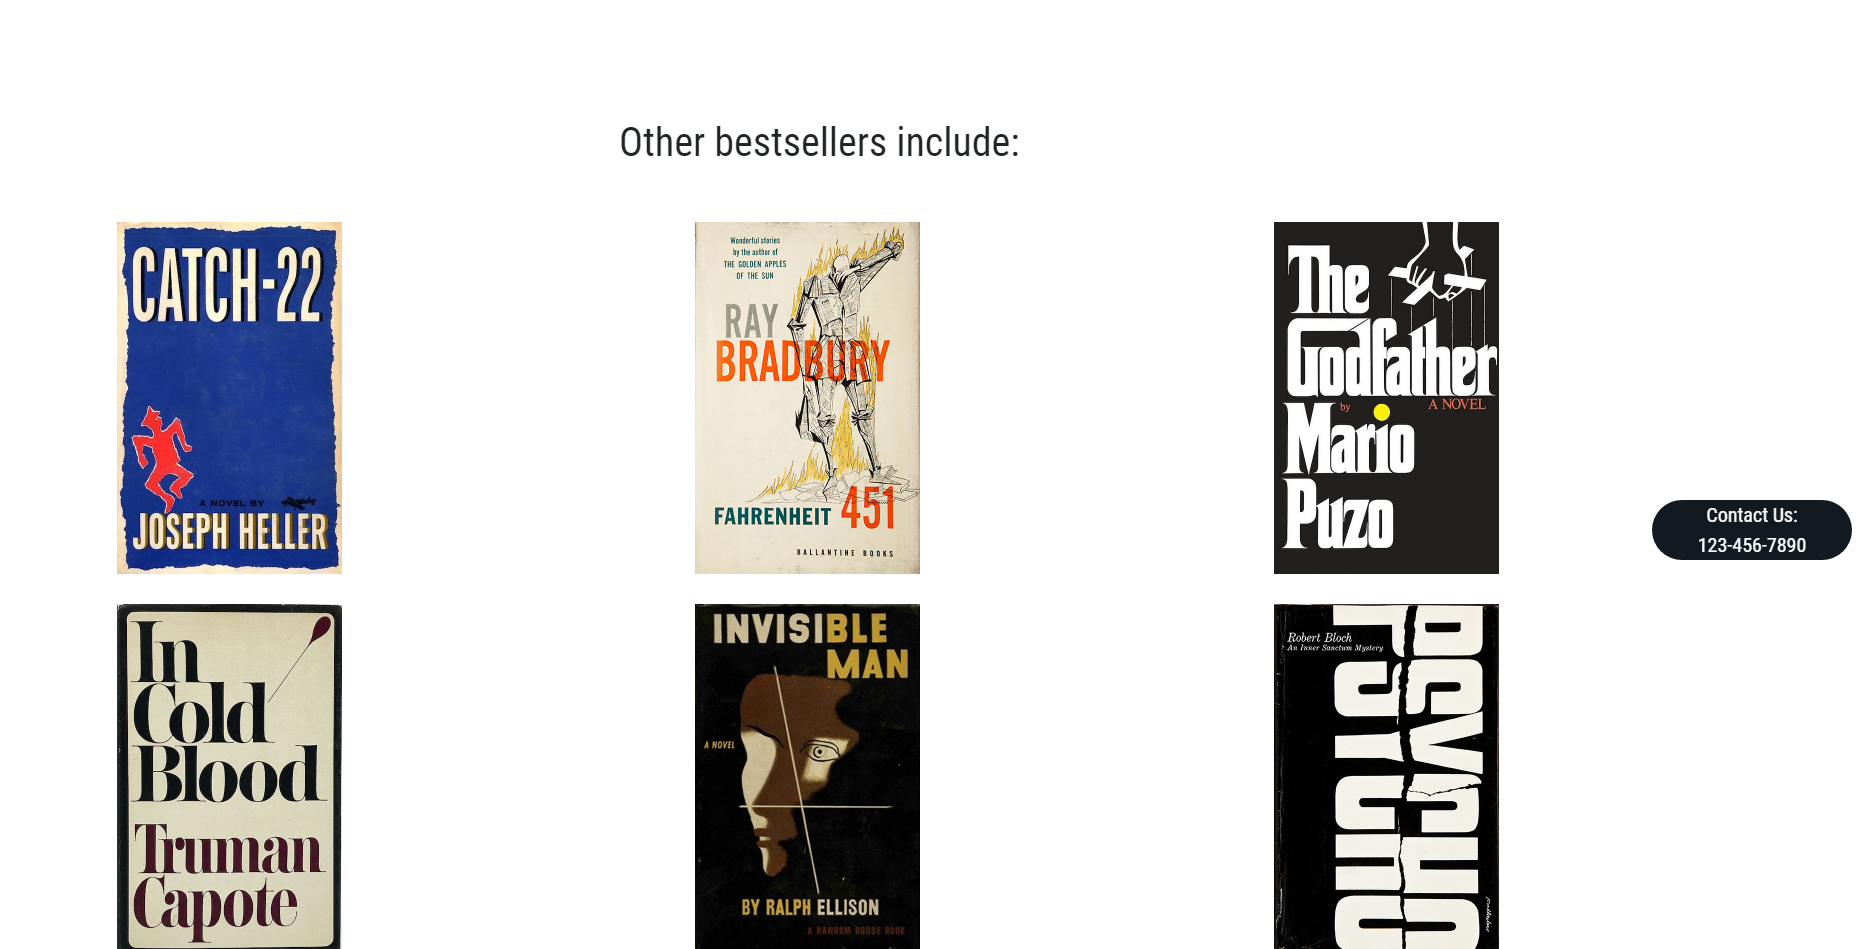 Other bestsellers include:
CATCH-22
A NOVEL BY
JOSEPH HELLER
Wonderful stories
by the author of
THE GOLDEN APPLES
OF THE SUN
RAY
BRADBURY
FAHRENHEIT 451
BALLANTINE BOOKS
The
Godfather
by
A NOVEL
Mario
Puzo
Contact Us:
123-456-7890
In
Cold
Blood
Truman
Capote
INVISIBLE
MAN
A NOVEL
BY RALPH ELLISON
A RANDOM HOUSE BOOK
Robert Bloch
An Inner Sanctum Mystery
PSYCHO